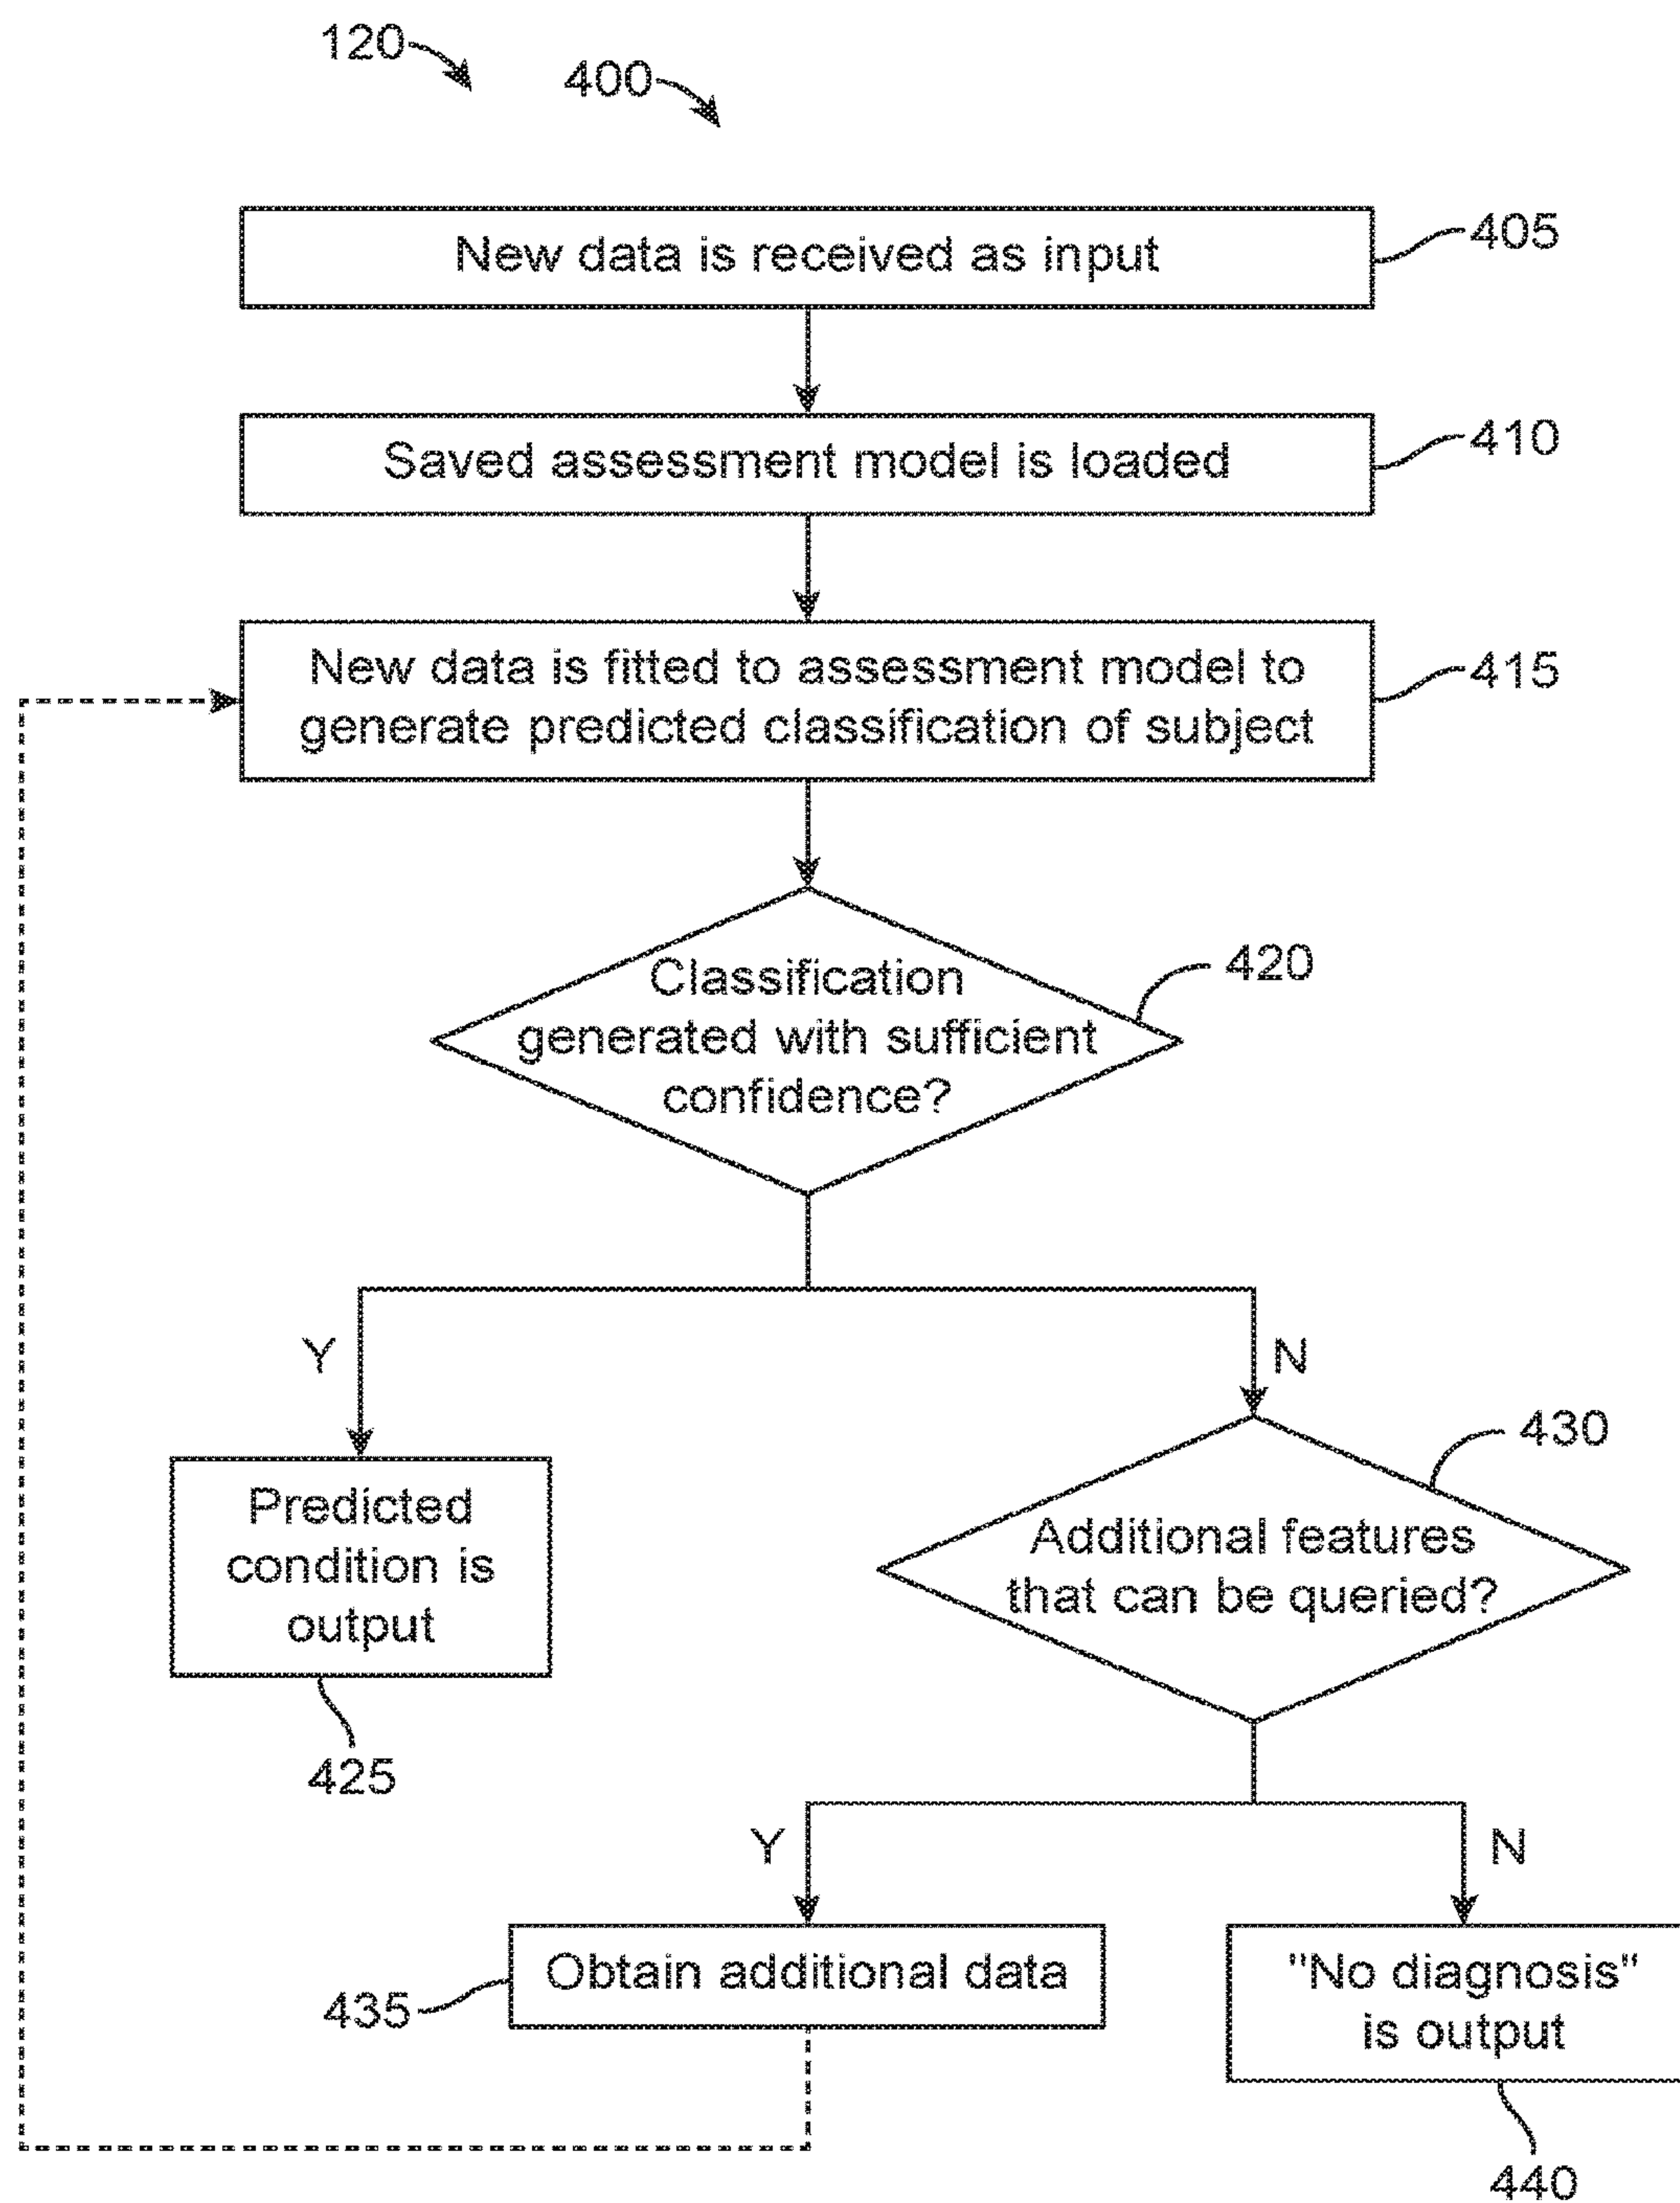 120
400
New data is received as input
405
Saved assessment model is loaded
410
New data is fitted to assessment model to
generate predicted classification of subject
415
Classification
generated with sufficient
confidence?
420
Y
N
Predicted
condition is
output
425
Additional features
that can be queried?
430
Y
N
Obtain additional data
435
"No diagnosis"
is output
440